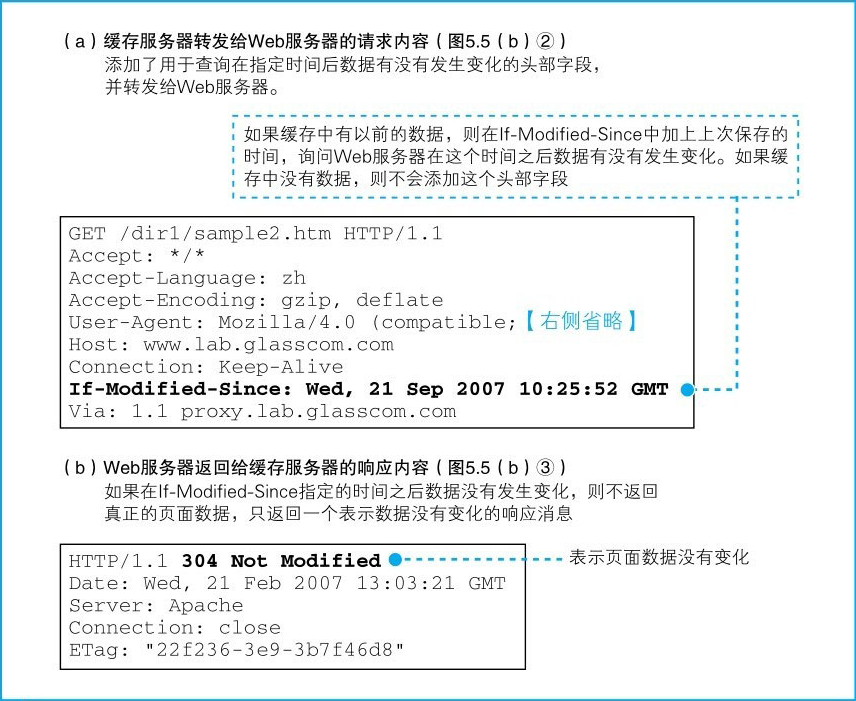 （a）缓存服务器转发给Web服务器的请求内容（图5.5（b）②）
添加了用于查询在指定时间后数据有没有发生变化的头部字段，
并转发给Web服务器。
如果缓存中有以前的数据，则在If-Modified-Since中加上上次保存的
时间，询问Web服务器在这个时间之后数据有没有发生变化。如果缓
存中没有数据，则不会添加这个头部字段
GET /dir1/sample2.htm HTTP/1.1
Accept: */*
Accept-Language: zh
Accept-Encoding: gzip, deflate
User-Agent: Mozilla/4.0 (compatible;【右侧省略】
Host: www.lab.glasscom.com
Connection: Keep-Alive
If-Modified-Since: Wed, 21 Sep 2007 10:25:52 GMT
Via: 1.1 proxy.lab.glasscom.com
（b）Web服务器返回给缓存服务器的响应内容（图5.5（b）③）
如果在If-Modified-Since指定的时间之后数据没有发生变化，则不返回
真正的页面数据，只返回一个表示数据没有变化的响应消息
HTTP/1.1 304 Not Modified 表示页面数据没有变化
Date: Wed, 21 Feb 2007 13:03:21 GMT
Server: Apache
Connection: close
ETag: "22f236-3e9-3b7f46d8"